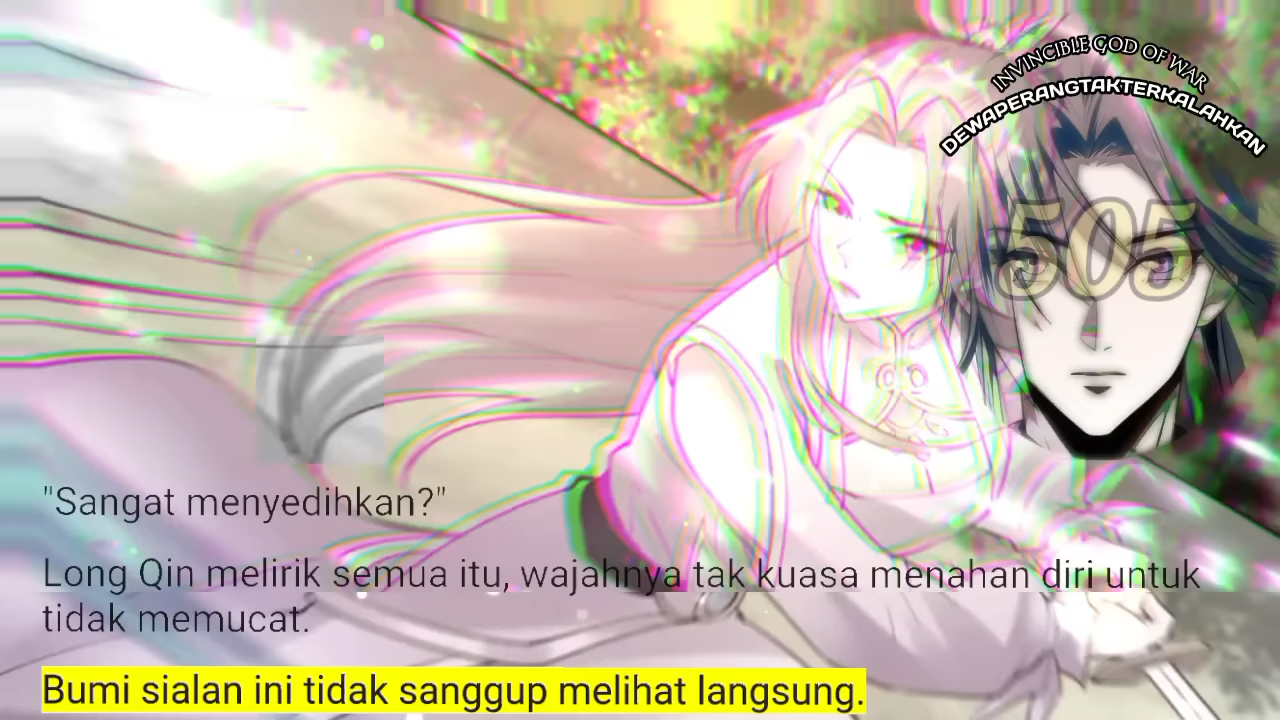 INVINCIBLE GOD OF WAR
DEWAPERANGTAKTERKALAHKAN
505
"Sangat menyedihkan?"
Long Qin melirik semua itu, wajahnya tak kuasa menahan diri untuk
tidak memucat.
Bumi sialan ini tidak sanggup melihat langsung.